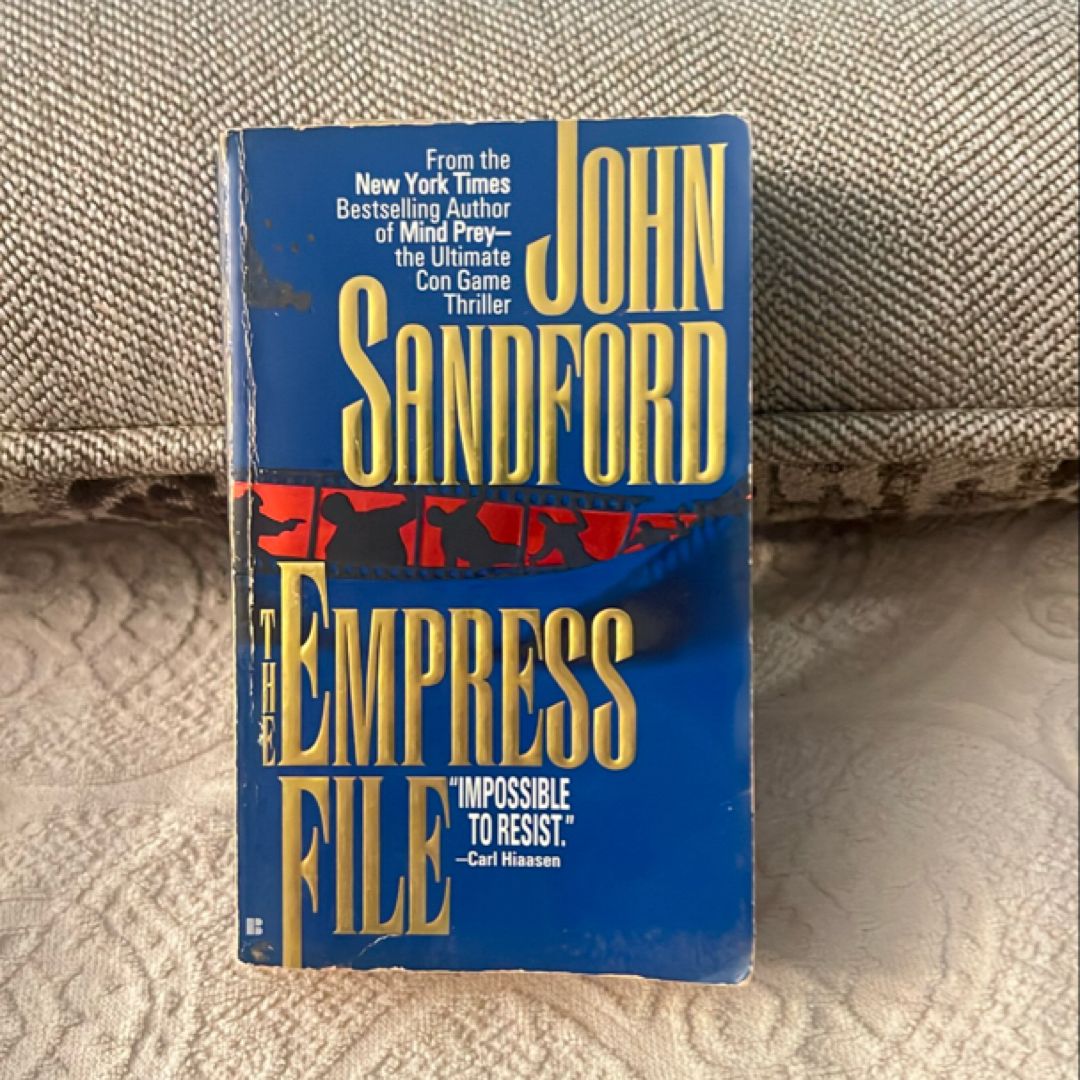 From the
New York Times
Bestselling Author
of Mind Prey—
the Ultimate
Con Game
Thriller
JOHN
SANDFORD
THE
EMPRESS
FILE
"IMPOSSIBLE
TO RESIST."
—Carl Hiaasen
B